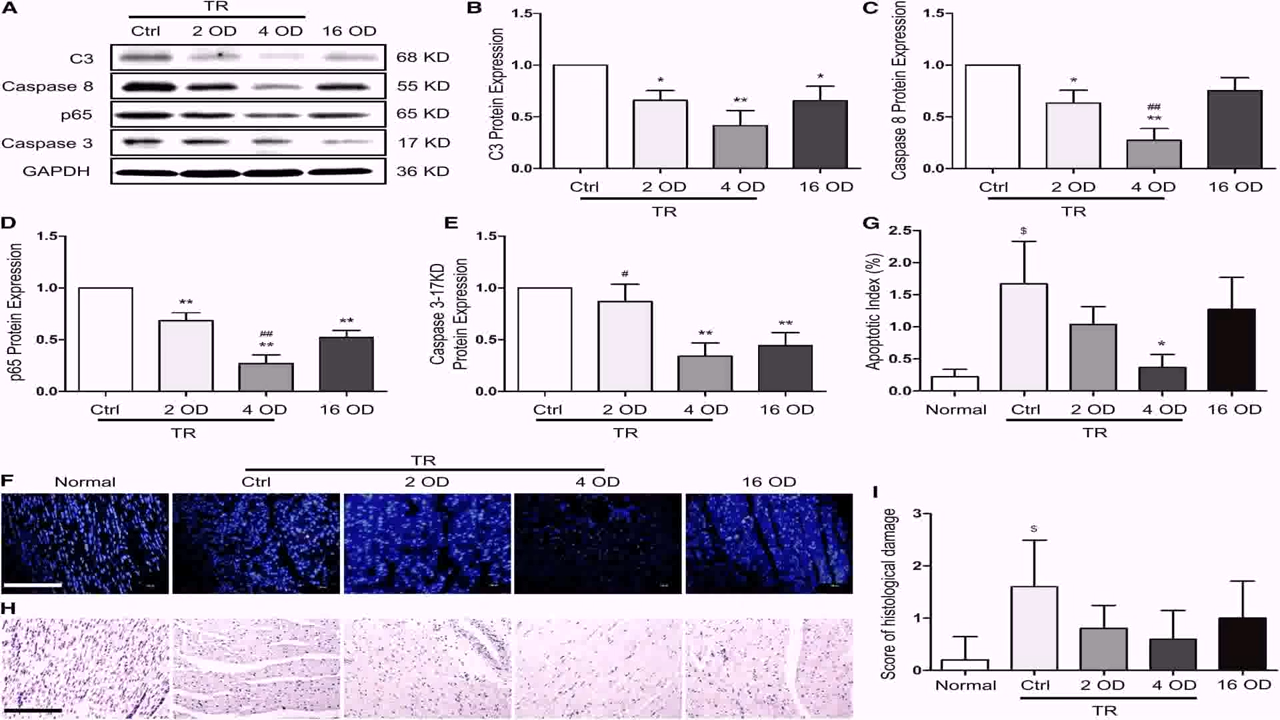 A
TR
Ctrl 2 OD 4 OD 16 OD
C3 68 KD
Caspase 8 55 KD
p65 65 KD
Caspase 3 17 KD
GAPDH 36 KD
B
C3 Protein Expression
1.5
1.0
0.5
0.0
* ** *
Ctrl 2 OD 4 OD 16 OD
TR
C
Caspase 8 Protein Expression
1.5
1.0
0.5
0.0
*
##
**
Ctrl 2 OD 4 OD 16 OD
TR
D
p65 Protein Expression
1.5
1.0
0.5
0.0
**
##
**
**
Ctrl 2 OD 4 OD 16 OD
TR
E
Caspase 3-17KD
Protein Expression
1.5
1.0
0.5
0.0
#
** **
Ctrl 2 OD 4 OD 16 OD
TR
G
Apoptotic Index (%)
2.5
2.0
1.5
1.0
0.5
0.0
$
*
Normal Ctrl 2 OD 4 OD 16 OD
TR
F
TR
Normal Ctrl 2 OD 4 OD 16 OD
H
I
Score of histological damage
3
2
1
0
$
Normal Ctrl 2 OD 4 OD 16 OD
TR